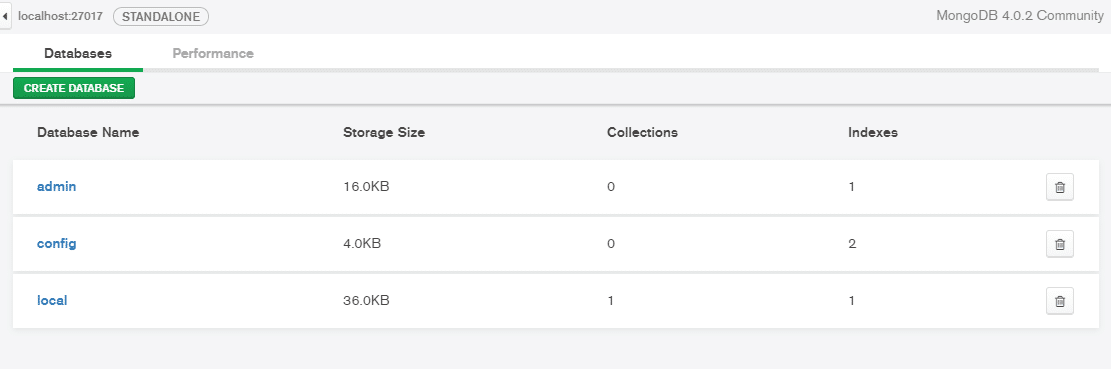 localhost:27017 STANDALONE MongoDB 4.0.2 Community
Databases Performance
CREATE DATABASE
Database Name Storage Size Collections Indexes
admin 16.0KB 0 1
config 4.0KB 0 2
local 36.0KB 1 1